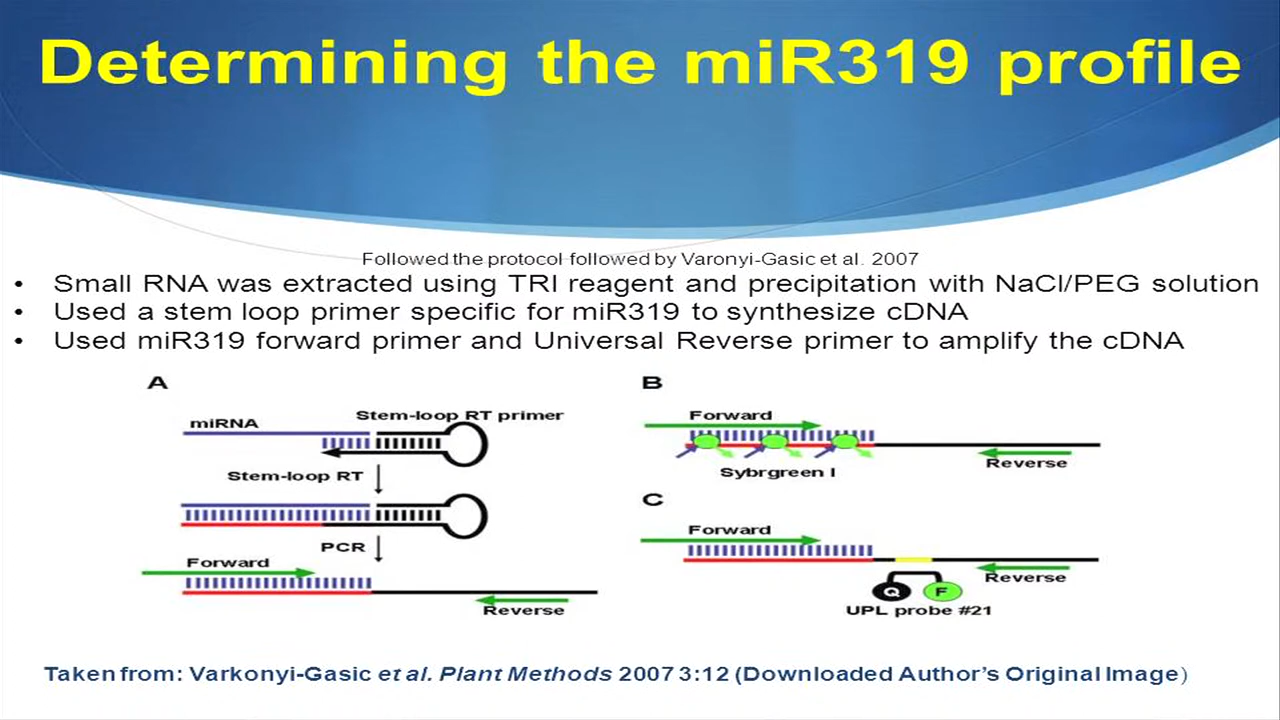 Determining the miR319 profile
Followed the protocol followed by Varonyi-Gasic et al. 2007
• Small RNA was extracted using TRI reagent and precipitation with NaCl/PEG solution
• Used a stem loop primer specific for miR319 to synthesize cDNA
• Used miR319 forward primer and Universal Reverse primer to amplify the cDNA
A
miRNA
Stem-loop RT primer
Stem-loop RT
PCR
Forward
Reverse
B
Forward
Sybrgreen I
Reverse
C
Forward
Reverse
Q
F
UPL probe #21
Taken from: Varkonyi-Gasic et al. Plant Methods 2007 3:12 (Downloaded Author's Original Image)